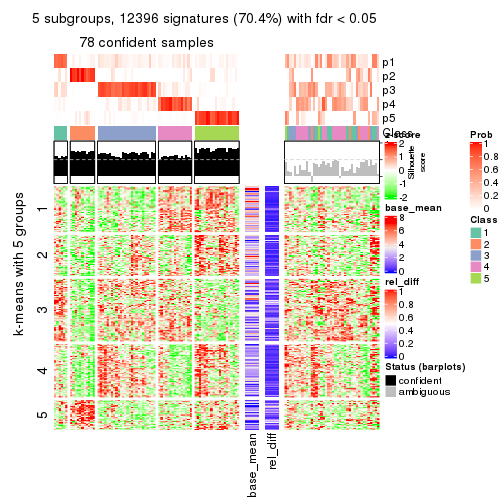 5 subgroups, 12396 signatures (70.4%) with fdr < 0.05
78 confident samples
p1
p2
p3
p4
p5
Class
Silhouette
score
k-means with 5 groups
1
2
3
4
5
base_mean
rel_diff
z-score
2
1
0
-1
-2
base_mean
8
6
4
2
0
rel_diff
1
0.8
0.6
0.4
0.2
0
Status (barplots)
confident
ambiguous
Prob
1
0.8
0.6
0.4
0.2
0
Class
1
2
3
4
5